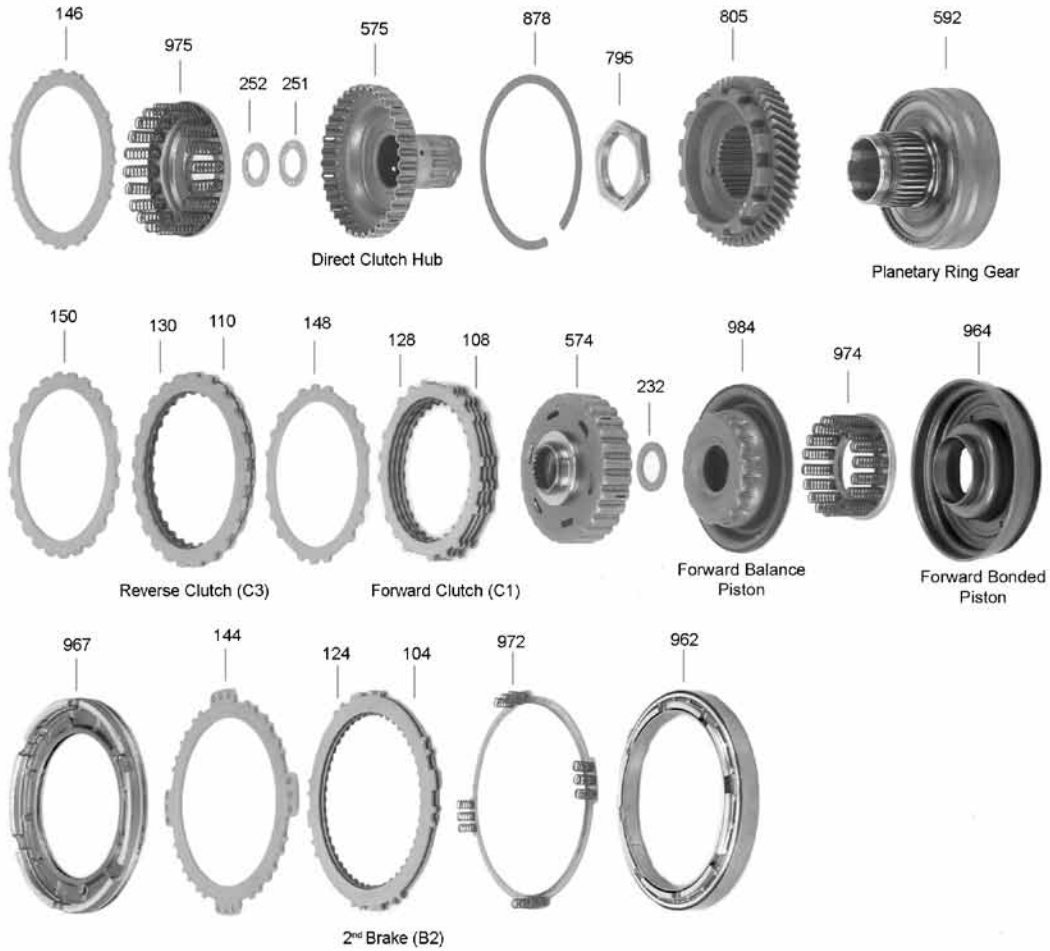 146
975
252
251
575
878
795
805
592
Direct Clutch Hub
Planetary Ring Gear
150
130
110
148
128
108
574
232
984
974
964
Reverse Clutch (C3)
Forward Clutch (C1)
Forward Balance
Piston
Forward Bonded
Piston
967
144
124
104
972
962
2nd Brake (B2)